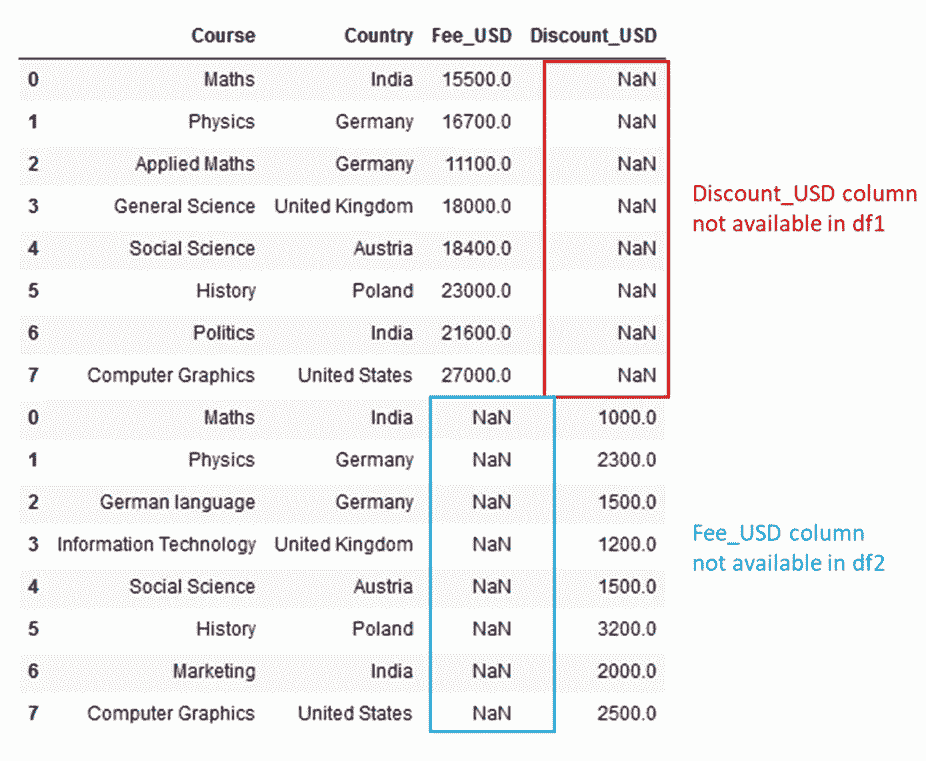 Course Country Fee_USD Discount_USD
0 Maths India 15500.0 NaN
1 Physics Germany 16700.0 NaN
2 Applied Maths Germany 11100.0 NaN
3 General Science United Kingdom 18000.0 NaN
4 Social Science Austria 18400.0 NaN
5 History Poland 23000.0 NaN
6 Politics India 21600.0 NaN
7 Computer Graphics United States 27000.0 NaN
0 Maths India NaN 1000.0
1 Physics Germany NaN 2300.0
2 German language Germany NaN 1500.0
3 Information Technology United Kingdom NaN 1200.0
4 Social Science Austria NaN 1500.0
5 History Poland NaN 3200.0
6 Marketing India NaN 2000.0
7 Computer Graphics United States NaN 2500.0
Discount_USD column
not available in df1
Fee_USD column
not available in df2